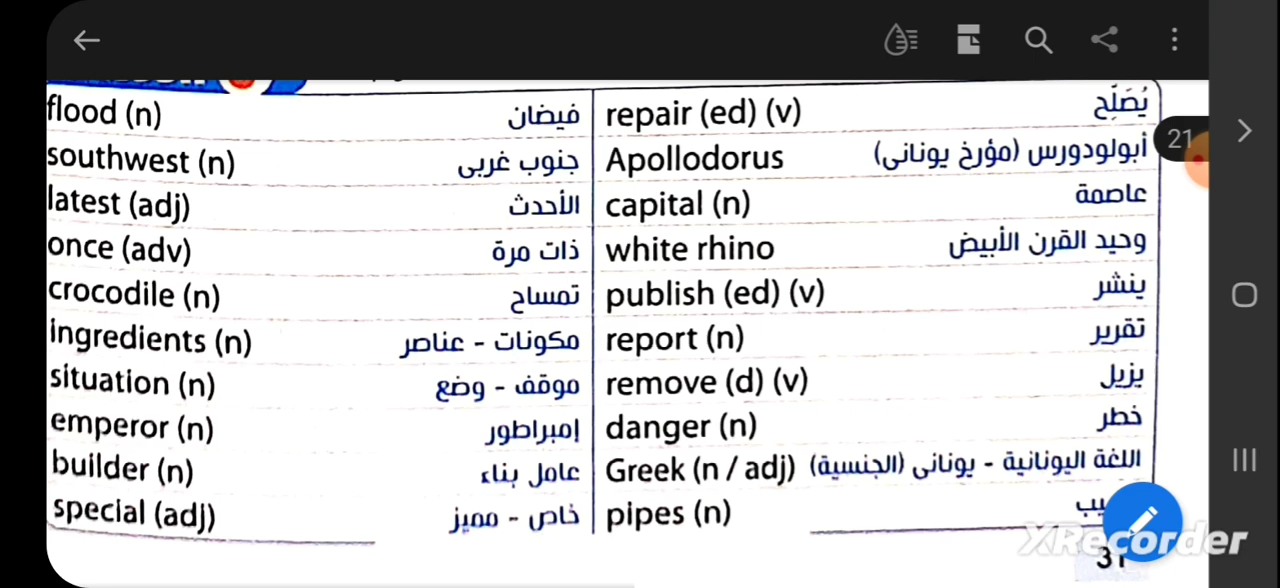 21
flood (n) فيضان
southwest (n) جنوب غربى
latest (adj) الأحدث
once (adv) ذات مرة
crocodile (n) تمساح
ingredients (n) مكونات - عناصر
situation (n) موقف - وضع
emperor (n) إمبراطور
builder (n) عامل بناء
special (adj) خاص - مميز
repair (ed) (v) يُصَلِّح
Apollodorus أبولودورس (مؤرخ يونانى)
capital (n) عاصمة
white rhino وحيد القرن الأبيض
publish (ed) (v) ينشر
report (n) تقرير
remove (d) (v) يزيل
danger (n) خطر
Greek (n / adj) اللغة اليونانية - يونانى (الجنسية)
pipes (n)
XRecorder
31